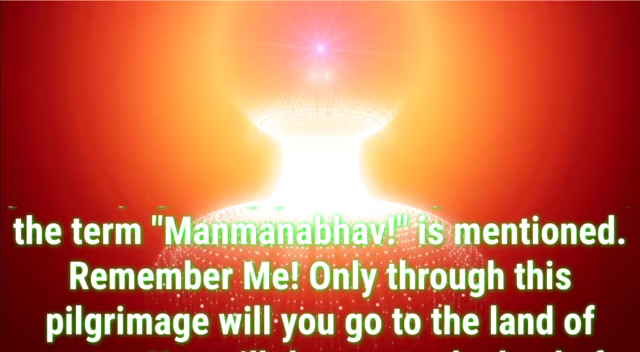 the term "Manmanabhav!" is mentioned.
Remember Me! Only through this
pilgrimage will you go to the land of